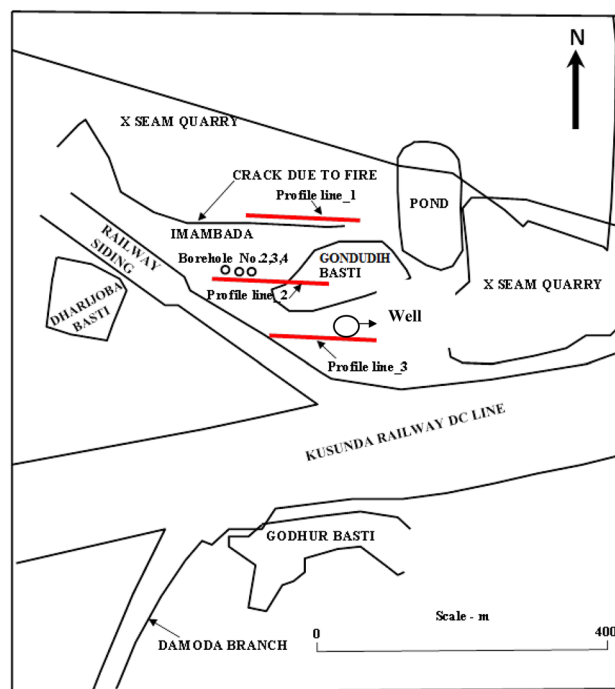 N
X SEAM QUARRY
CRACK DUE TO FIRE
Profile line_1
POND
IMAMBADA
RAILWAY
SIDING
Borehole No.2,3,4
GONDUDIH
BASTI
Profile line_2
X SEAM QUARRY
DHARIJOBA
BASTI
Well
Profile line_3
KUSUNDA RAILWAY DC LINE
GODHUR BASTI
Scale - m
0
400
DAMODA BRANCH